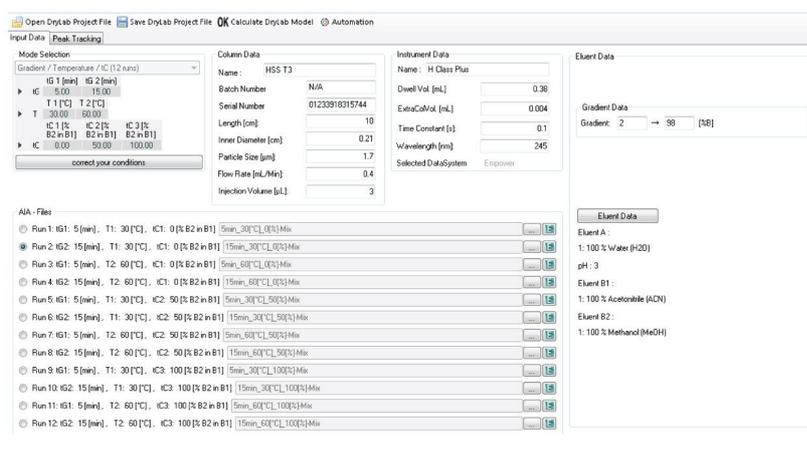 Open DryLab Project File Save DryLab Project File OK Calculate DryLab Model Automation
Input Data Peak Tracking
Mode Selection
Gradient / Temperature / tC (12 runs)
tG 1 [min] tG 2 [min]
tG 5.00 15.00
T 1 [°C] T 2 [°C]
T 30.00 60.00
tC 1 [% B2 in B1] tC 2 [% B2 in B1] tC 3 [% B2 in B1]
tC 0.00 50.00 100.00
correct your conditions
Column Data
Name : HSS T3
Batch Number N/A
Serial Number 01233918315744
Length [cm]: 10
Inner Diameter [cm]: 0.21
Particle Size [µm]: 1.7
Flow Rate [mL/Min]: 0.4
Injection Volume [µL]: 3
Instrument Data
Name : H Class Plus
Dwell Vol. [mL] 0.38
ExtraColVol. [mL] 0.004
Time Constant [s]: 0.1
Wavelength [nm]: 245
Selected DataSystem Empower
Eluent Data
Gradient Data
Gradient: 2 → 98 [%B]
Eluent Data
Eluent A :
1: 100 % Water (H2O)
pH : 3
Eluent B1 :
1: 100 % Acetonitrile (ACN)
Eluent B2 :
1: 100 % Methanol (MeOH)
AIA - Files
Run 1: tG1: 5 [min] , T1: 30 [°C] , tC1: 0 [% B2 in B1] 5min_30[°C]_0[%]-Mix ...
Run 2: tG2: 15 [min] , T1: 30 [°C] , tC1: 0 [% B2 in B1] 15min_30[°C]_0[%]-Mix ...
Run 3: tG1: 5 [min] , T2: 60 [°C] , tC1: 0 [% B2 in B1] 5min_60[°C]_0[%]-Mix ...
Run 4: tG2: 15 [min] , T2: 60 [°C] , tC1: 0 [% B2 in B1] 15min_60[°C]_0[%]-Mix ...
Run 5: tG1: 5 [min] , T1: 30 [°C] , tC2: 50 [% B2 in B1] 5min_30[°C]_50[%]-Mix ...
Run 6: tG2: 15 [min] , T1: 30 [°C] , tC2: 50 [% B2 in B1] 15min_30[°C]_50[%]-Mix ...
Run 7: tG1: 5 [min] , T2: 60 [°C] , tC2: 50 [% B2 in B1] 5min_60[°C]_50[%]-Mix ...
Run 8: tG2: 15 [min] , T2: 60 [°C] , tC2: 50 [% B2 in B1] 15min_60[°C]_50[%]-Mix ...
Run 9: tG1: 5 [min] , T1: 30 [°C] , tC3: 100 [% B2 in B1] 5min_30[°C]_100[%]-Mix ...
Run 10: tG2: 15 [min] , T1: 30 [°C] , tC3: 100 [% B2 in B1] 15min_30[°C]_100[%]-Mix ...
Run 11: tG1: 5 [min] , T2: 60 [°C] , tC3: 100 [% B2 in B1] 5min_60[°C]_100[%]-Mix ...
Run 12: tG2: 15 [min] , T2: 60 [°C] , tC3: 100 [% B2 in B1] 15min_60[°C]_100[%]-Mix ...